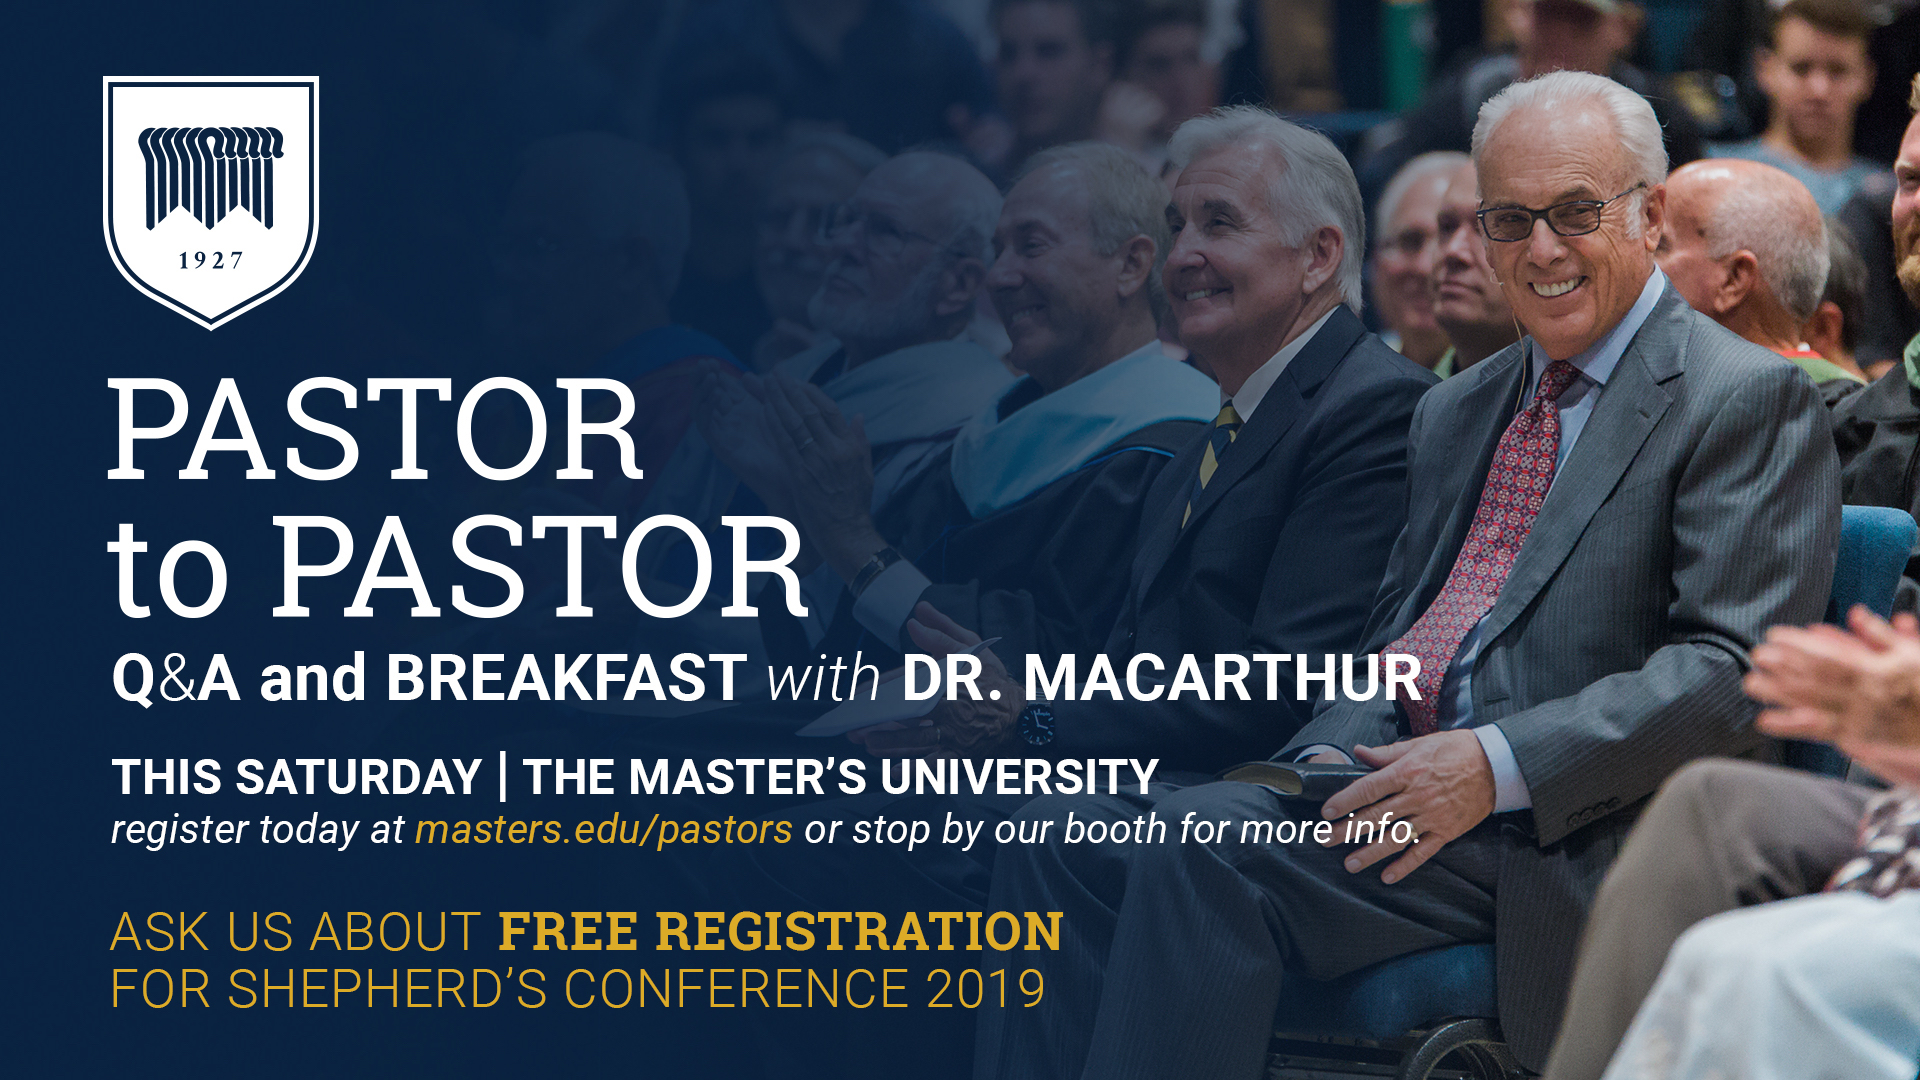 1927
PASTOR
to PASTOR
Q&A and BREAKFAST with DR. MACARTHUR
THIS SATURDAY | THE MASTER’S UNIVERSITY
register today at masters.edu/pastors or stop by our booth for more info.
ASK US ABOUT FREE REGISTRATION
FOR SHEPHERD’S CONFERENCE 2019